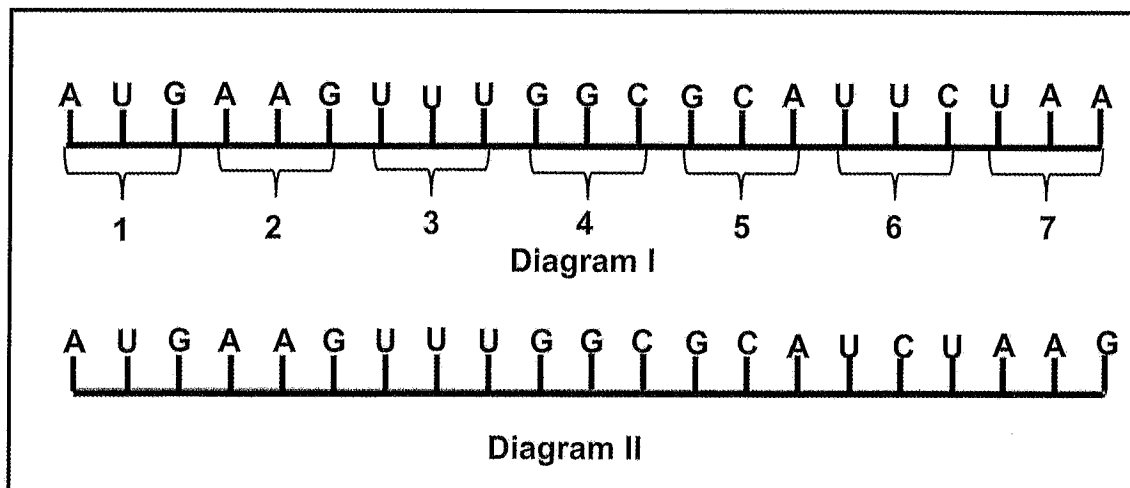 A U G A A G U U U G G C G C A U U C U A A
1 2 3 4 5 6 7
Diagram I
A U G A A G U U U G G C G C A U C U A A G
Diagram II